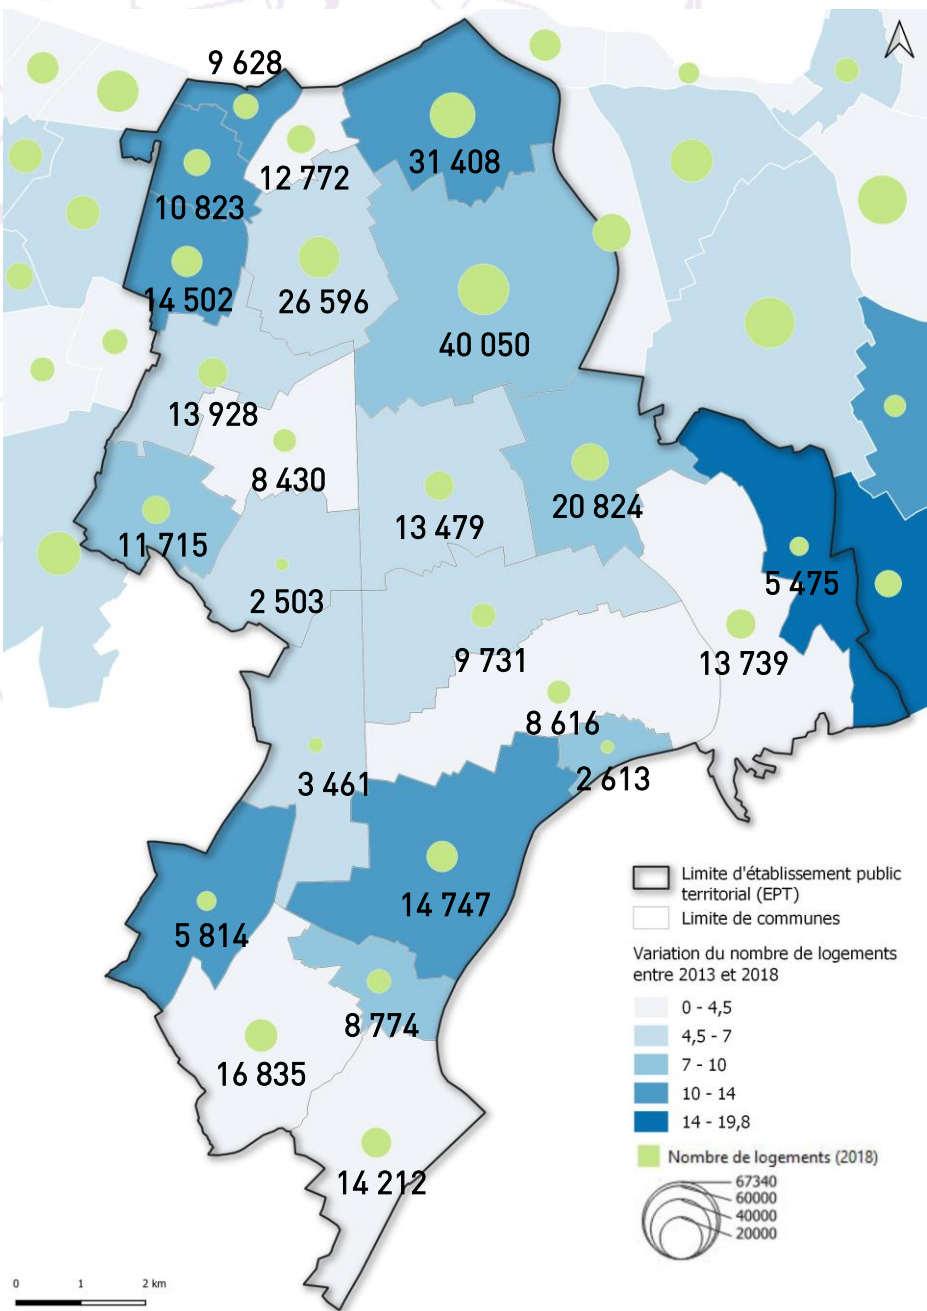 9 628
31 408
12 772
10 823
14 502
26 596
40 050
13 928
8 430
13 479
20 824
11 715
2 503
5 475
9 731
13 739
8 616
3 461
2 613
14 747
5 814
8 774
16 835
14 212
Limite d'établissement public
territorial (EPT)
Limite de communes
Variation du nombre de logements
entre 2013 et 2018
0 - 4,5
4,5 - 7
7 - 10
10 - 14
14 - 19,8
Nombre de logements (2018)
67340
60000
40000
20000
0 1 2 km